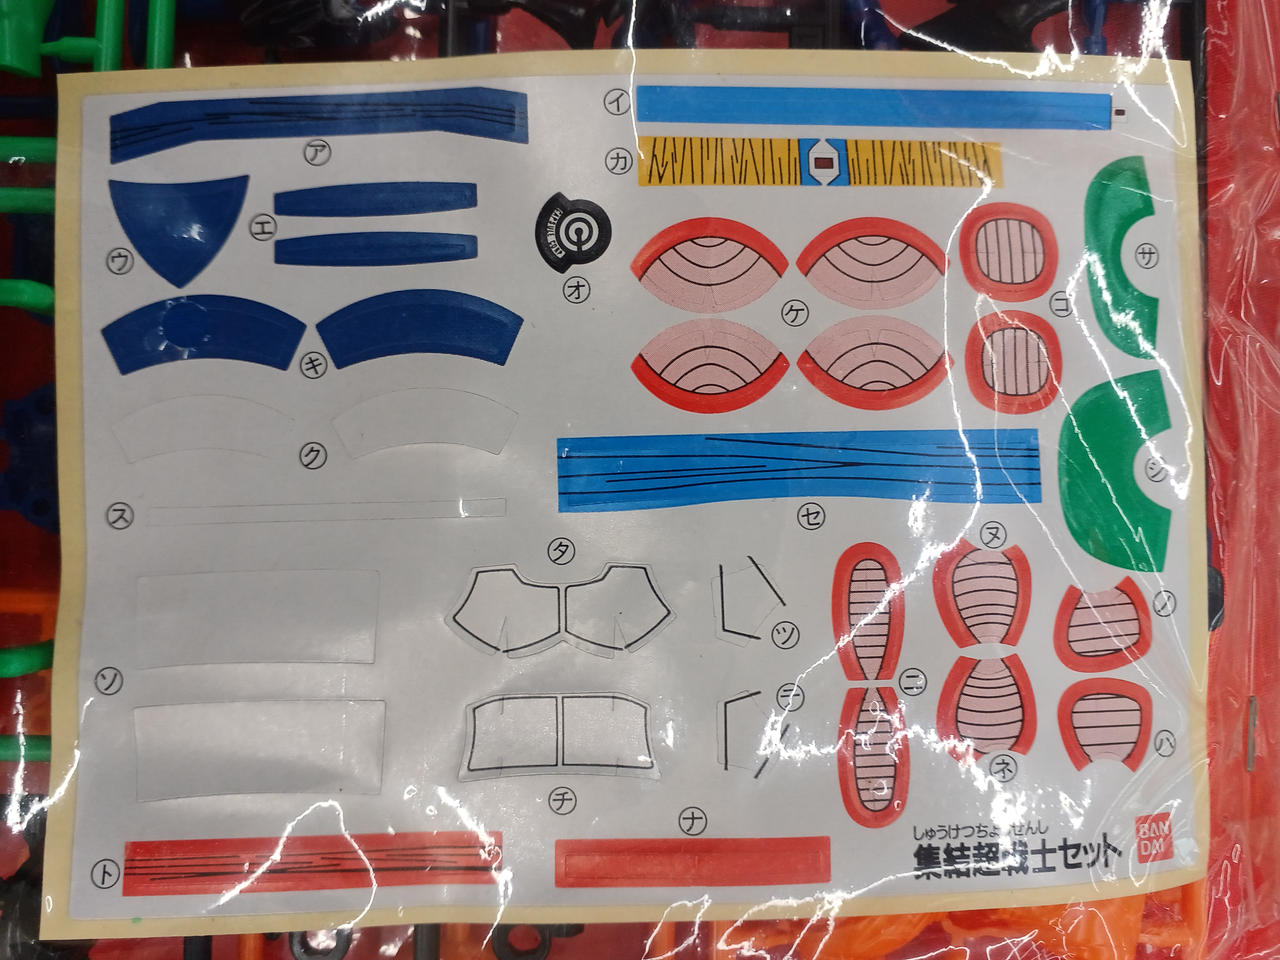 ア
イ
カ
ウ
エ
オ
サ
ケ
コ
キ
ク
シ
ス
セ
タ
ヌ
ツ
ノ
ソ
テ
ニ
ネ
ハ
チ
ナ
ト
しゅうけつちょうせんし
集結超戦士セット
BAN
DAI